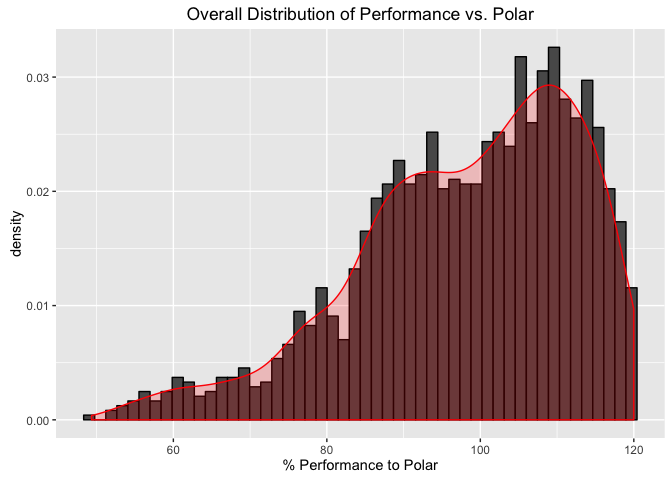 Overall Distribution of Performance vs. Polar
density
0.03
0.02
0.01
0.00
60 80 100 120
% Performance to Polar